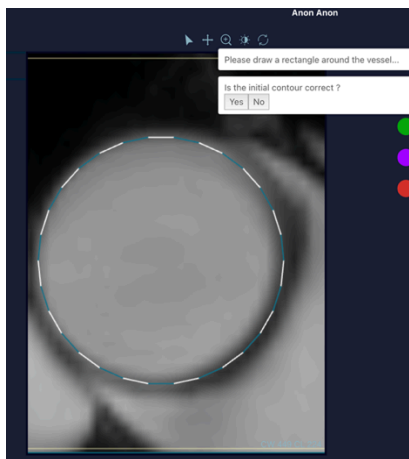 Anon Anon
Please draw a rectangle around the vessel...
Is the initial contour correct ?
Yes No